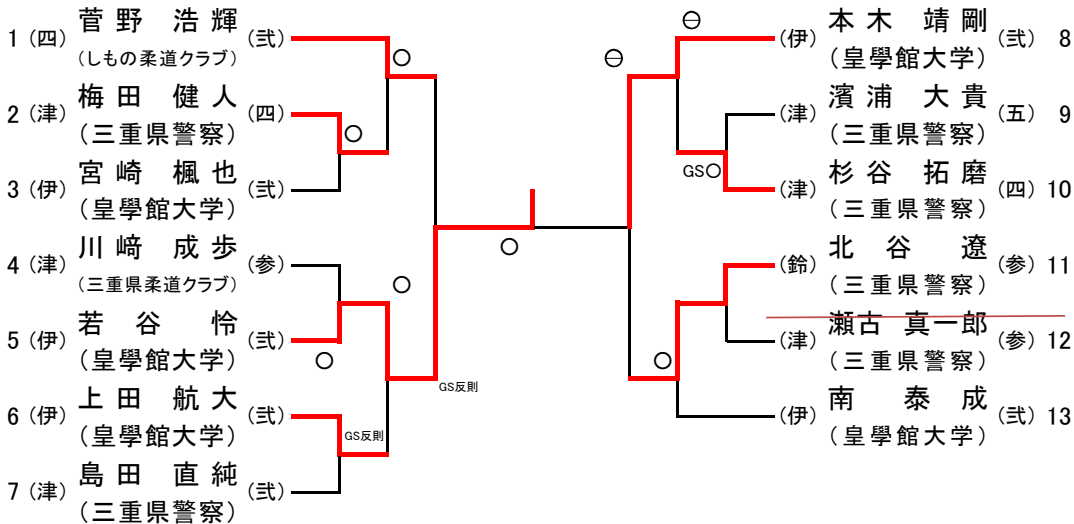 1 (四) 菅野 浩輝 (弐)
(しもの柔道クラブ)
2 (津) 梅田 健人 (四)
(三重県警察)
3 (伊) 宮崎 楓也 (弐)
(皇學館大学)
4 (津) 川﨑 成歩 (参)
(三重県柔道クラブ)
5 (伊) 若谷 怜 (弐)
(皇學館大学)
6 (伊) 上田 航大 (弐)
(皇學館大学)
7 (津) 島田 直純 (弐)
(三重県警察)
GS反則
GS反則
(伊) 本木 靖剛 (弐) 8
(皇學館大学)
(津) 濱浦 大貴 (五) 9
(三重県警察)
GS○
(津) 杉谷 拓磨 (四) 10
(三重県警察)
(鈴) 北谷 遼 (参) 11
(三重県警察)
(津) 瀬古 真一郎 (参) 12
(三重県警察)
(伊) 南 泰成 (弐) 13
(皇學館大学)